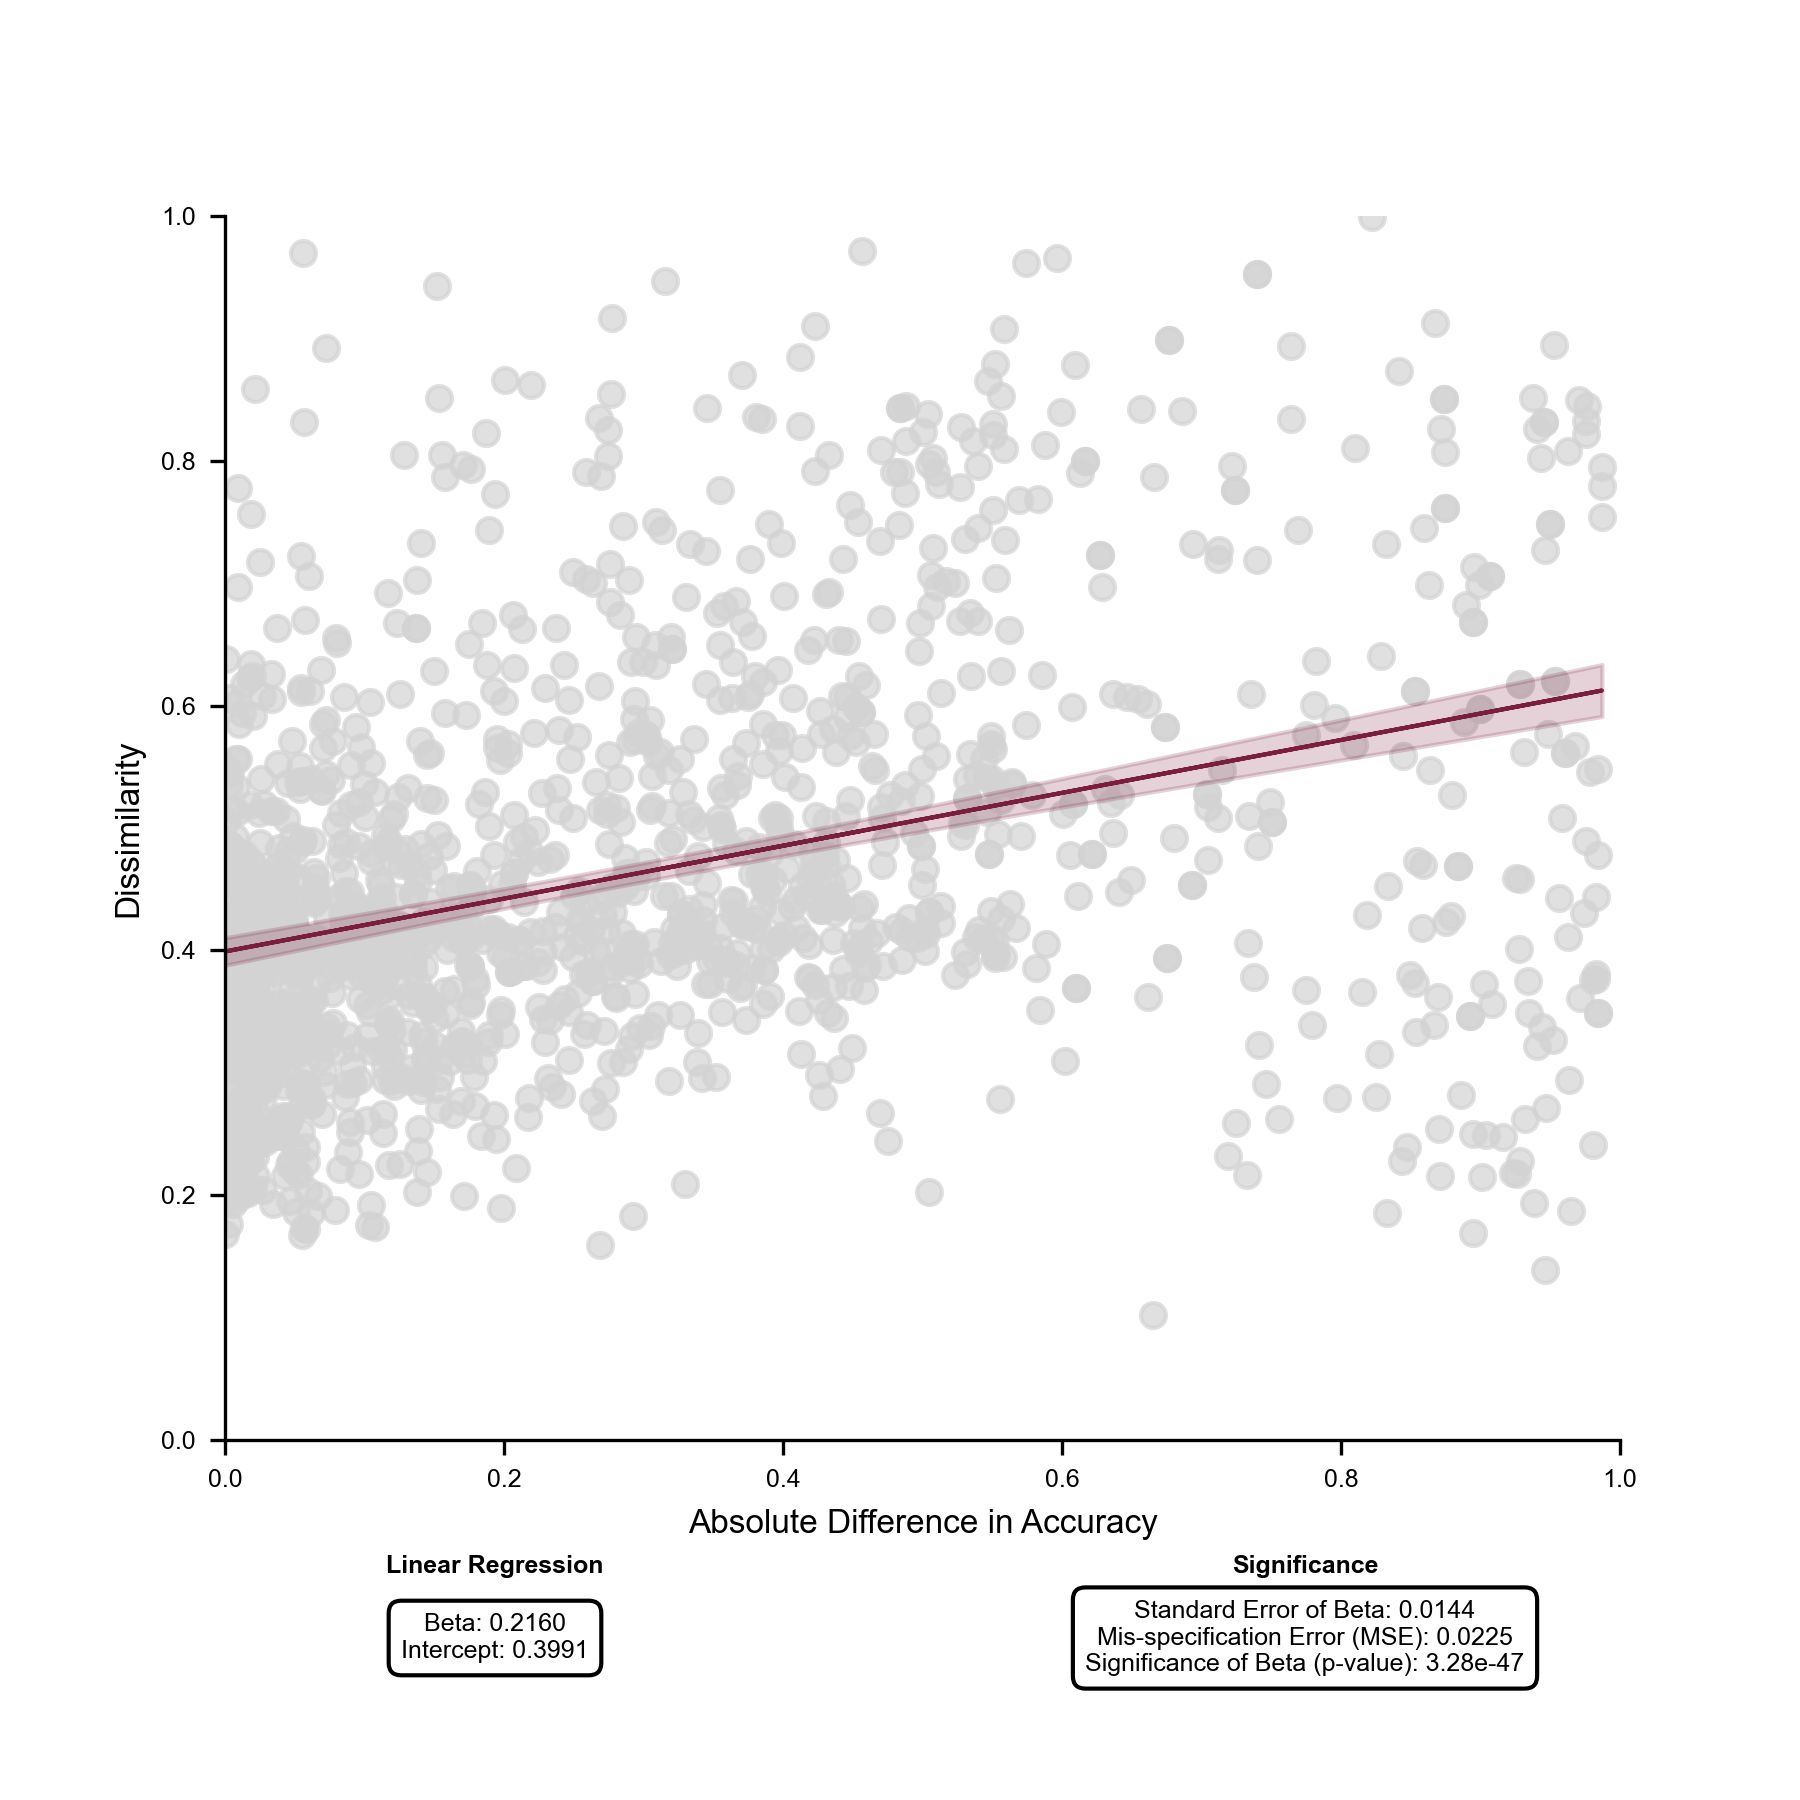 1.0
0.8
0.6
0.4
0.2
0.0
Dissimilarity
0.0 0.2 0.4 0.6 0.8 1.0
Absolute Difference in Accuracy
Linear Regression
Beta: 0.2160
Intercept: 0.3991
Significance
Standard Error of Beta: 0.0144
Mis-specification Error (MSE): 0.0225
Significance of Beta (p-value): 3.28e-47